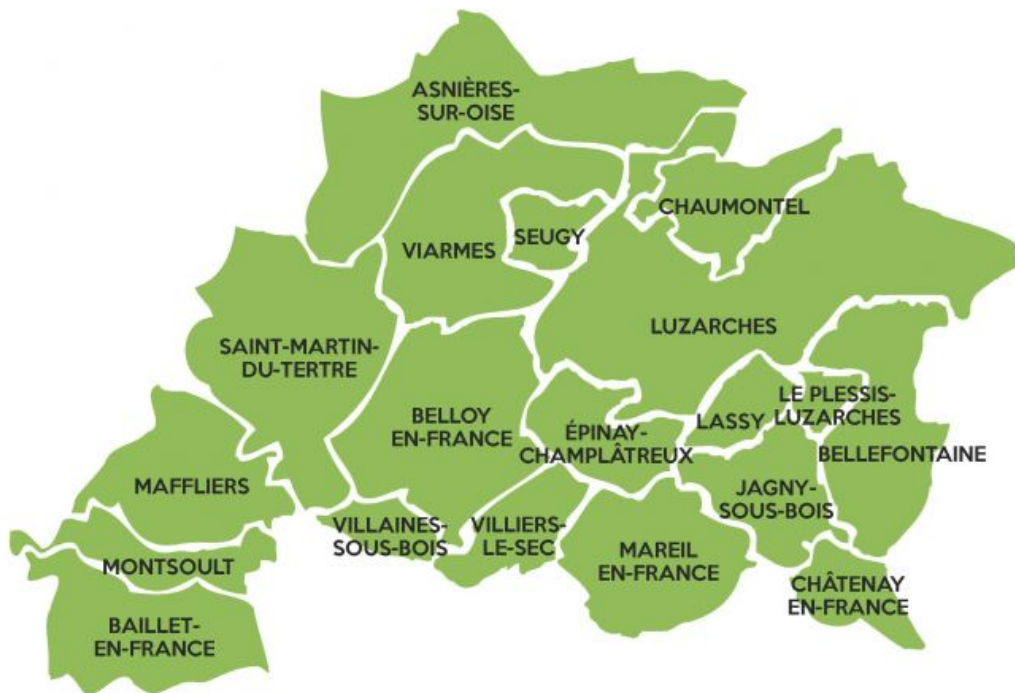 ASNIÈRES-
SUR-OISE
CHAUMONTEL
SEUGY
VIARMES
LUZARCHES
SAINT-MARTIN-
DU-TERTRE
LE PLESSIS-
LUZARCHES
LASSY
BELLOY
EN-FRANCE
ÉPINAY-
CHAMPLÂTREUX
BELLEFONTAINE
MAFFLIERS
JAGNY-
SOUS-BOIS
VILLAINES-
SOUS-BOIS
VILLIERS-
LE-SEC
MAREIL
EN-FRANCE
MONTSOULT
CHÂTENAY
EN-FRANCE
BAILLET-
EN-FRANCE